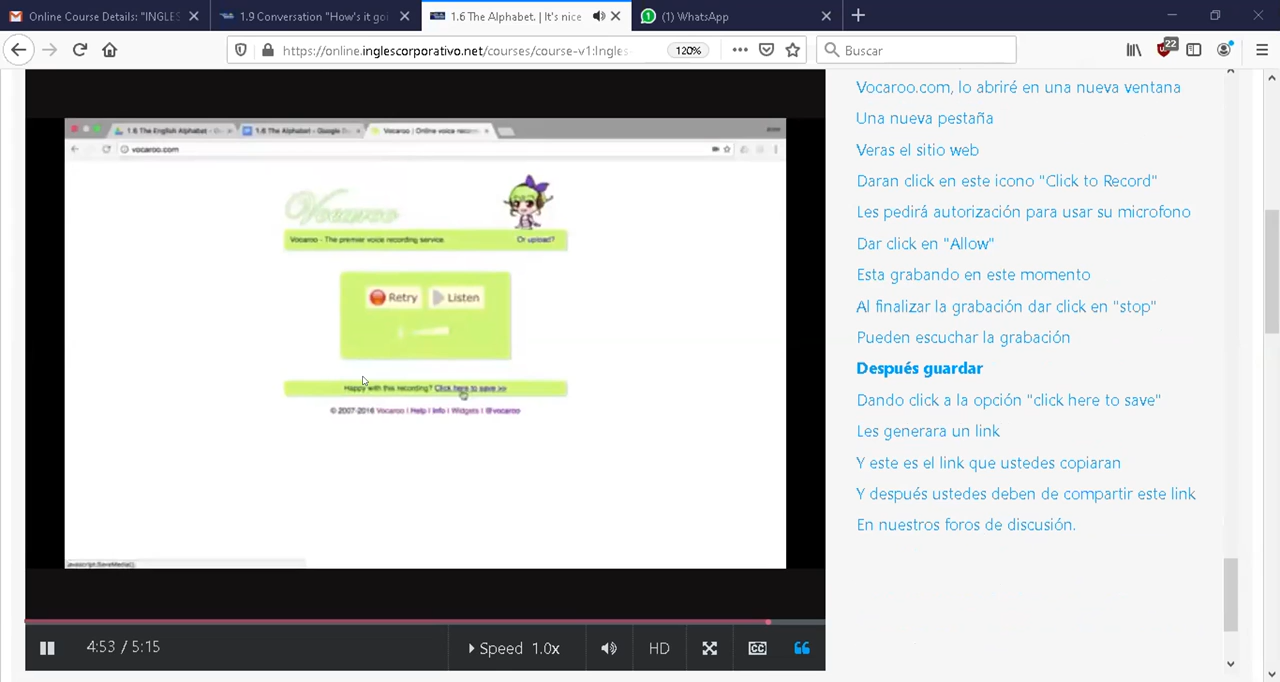 Online Course Details: "INGLES
1.9 Conversation "How's it goi
1.6 The Alphabet. | It's nice
(1) WhatsApp
https://online.inglescorporativo.net/courses/course-v1:Ingles-
120%
Buscar
22
1.6 The English Alphabet - G
1.6 The Alphabet - Google D
Vocaroo | Online voice recor
vocaroo.com
Vocaroo
Vocaroo - The premier voice recording service.
Or upload?
Retry
Listen
Happy with this recording? Click here to save >>
© 2007-2016 Vocaroo | Help | Info | Widgets | @vocaroo
javascript:SaveMedia();
4:53 / 5:15
Speed 1.0x
HD
CC
Vocaroo.com, lo abriré en una nueva ventana
Una nueva pestaña
Veras el sitio web
Daran click en este icono "Click to Record"
Les pedirá autorización para usar su microfono
Dar click en "Allow"
Esta grabando en este momento
Al finalizar la grabación dar click en "stop"
Pueden escuchar la grabación
Después guardar
Dando click a la opción "click here to save"
Les generara un link
Y este es el link que ustedes copiaran
Y después ustedes deben de compartir este link
En nuestros foros de discusión.